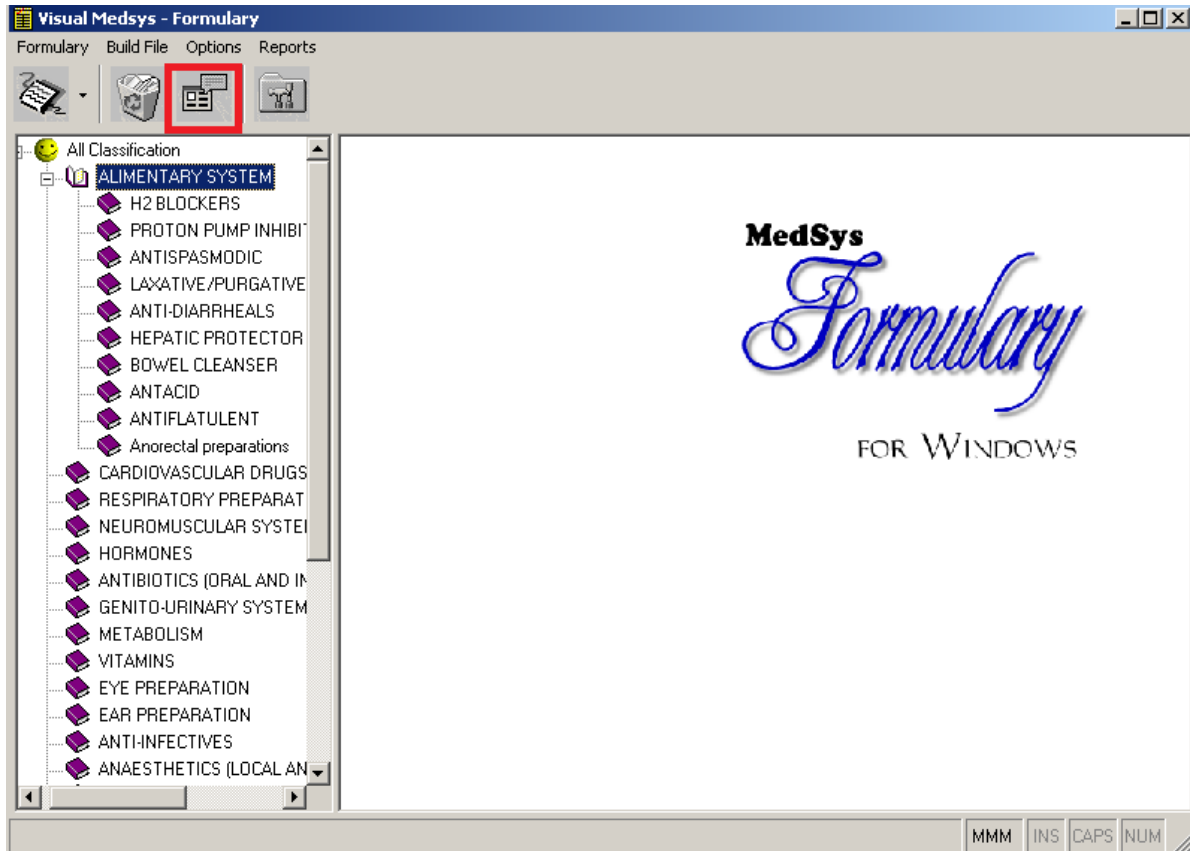 Visual Medsys - Formulary
Formulary Build File Options Reports
All Classification
ALIMENTARY SYSTEM
H2 BLOCKERS
PROTON PUMP INHIBI
ANTISPASMODIC
LAXATIVE/PURGATIVE
ANTI-DIARRHEALS
HEPATIC PROTECTOR
BOWEL CLEANSER
ANTACID
ANTIFLATULENT
Anorectal preparations
CARDIOVASCULAR DRUGS
RESPIRATORY PREPARAT
NEUROMUSCULAR SYSTE
HORMONES
ANTIBIOTICS (ORAL AND IN
GENITO-URINARY SYSTEM
METABOLISM
VITAMINS
EYE PREPARATION
EAR PREPARATION
ANTI-INFECTIVES
ANAESTHETICS (LOCAL AN
MedSys
Formulary
FOR WINDOWS
MMM INS CAPS NUM